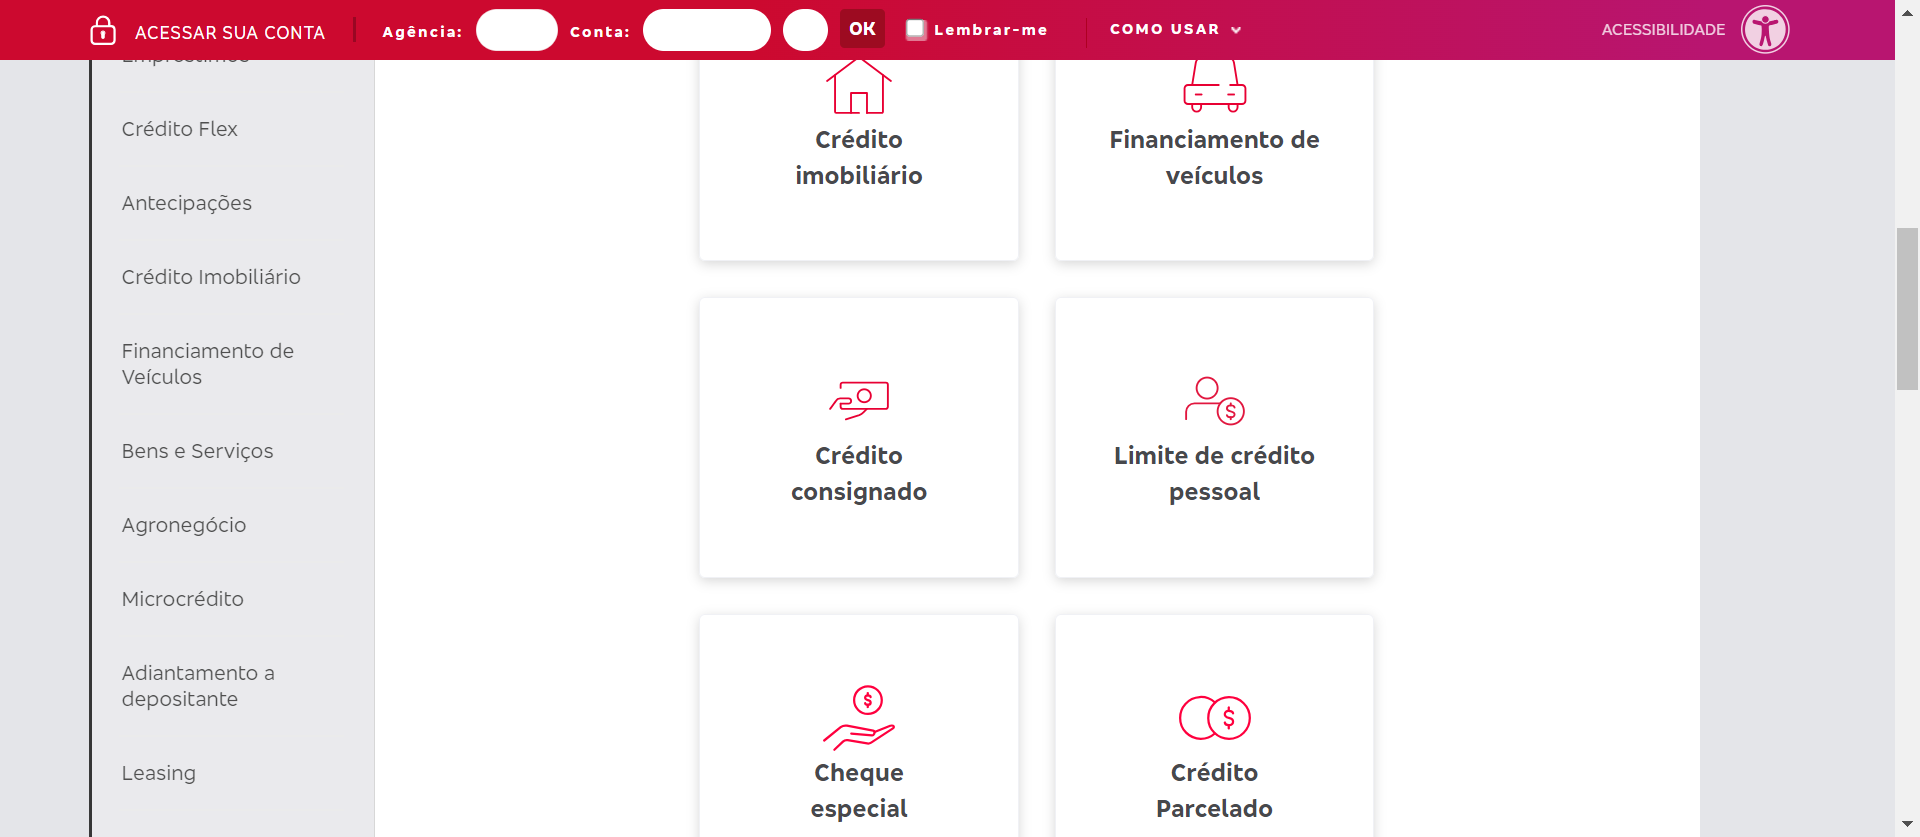 ACESSAR SUA CONTA
Agência:
Conta:
OK
Lembrar-me
COMO USAR
ACESSIBILIDADE
Empréstimos
Crédito Flex
Antecipações
Crédito Imobiliário
Financiamento de
Veículos
Bens e Serviços
Agronegócio
Microcrédito
Adiantamento a
depositante
Leasing
Crédito
imobiliário
Financiamento de
veículos
Crédito
consignado
Limite de crédito
pessoal
Cheque
especial
Crédito
Parcelado